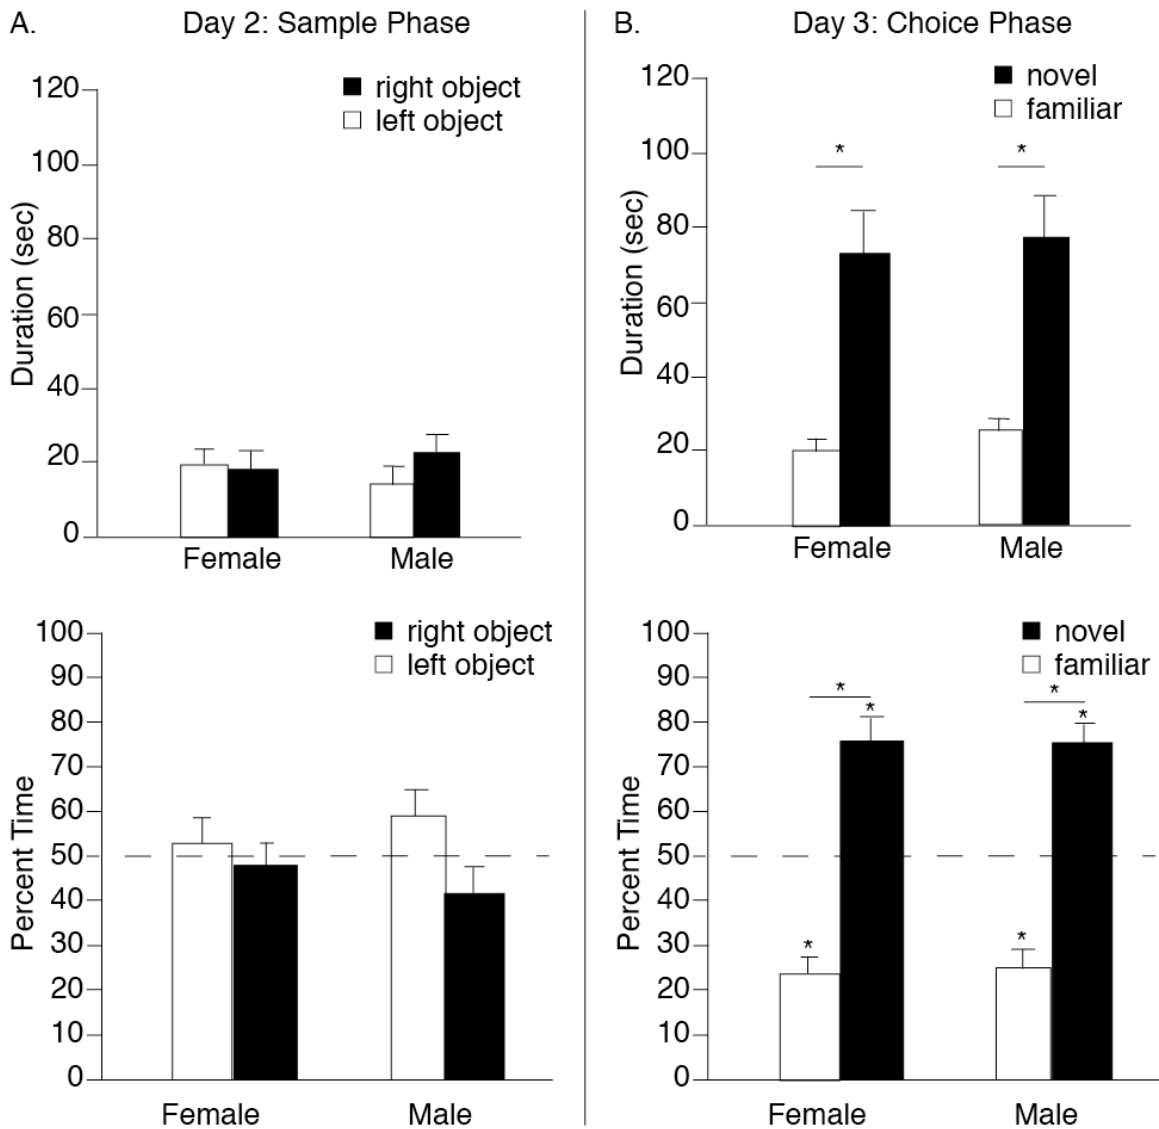 A. Day 2: Sample Phase
right object
left object
Duration (sec)
120
100
80
60
40
20
0
Female Male
right object
left object
Percent Time
100
90
80
70
60
50
40
30
20
10
0
Female Male
B. Day 3: Choice Phase
novel
familiar
Duration (sec)
120
100
80
60
40
20
0
* *
Female Male
novel
familiar
Percent Time
100
90
80
70
60
50
40
30
20
10
0
* *
* *
* *
Female Male